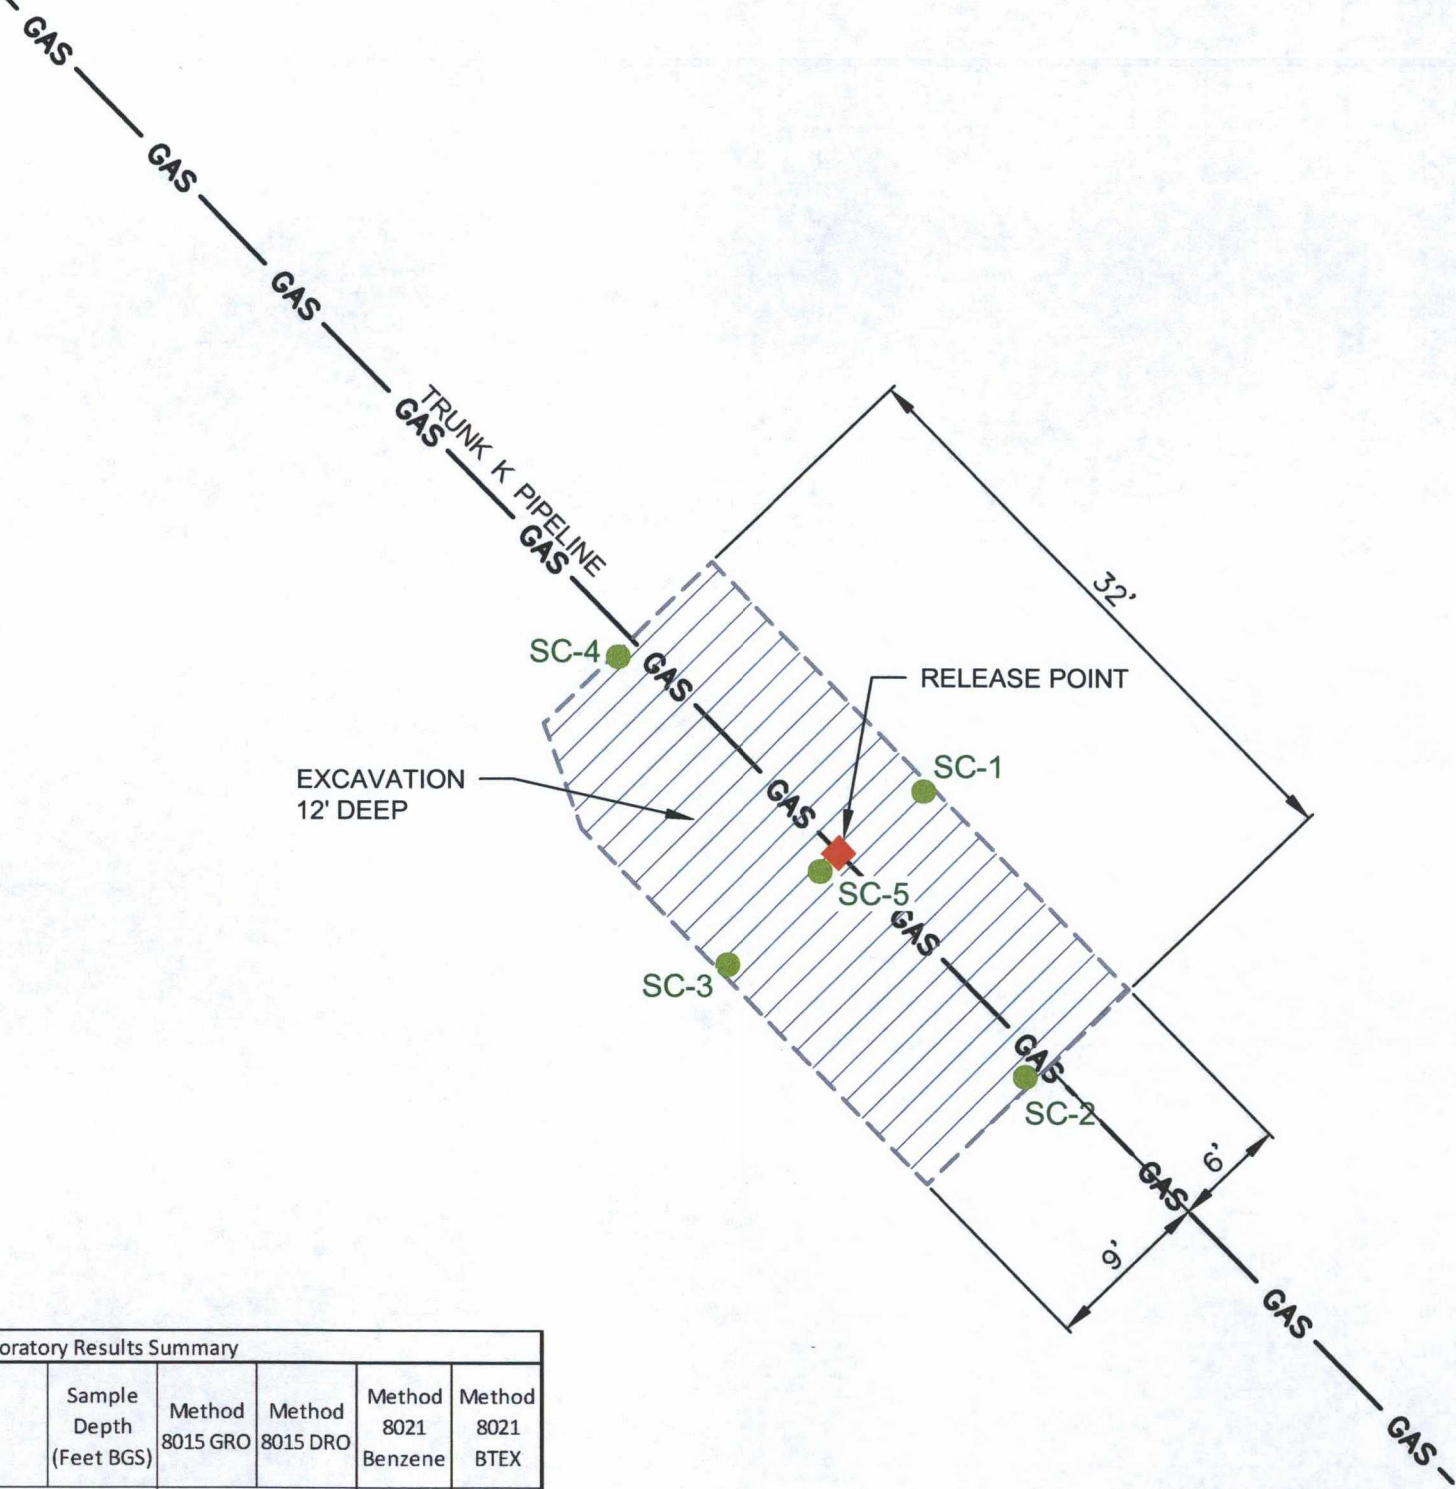 GAS
GAS
GAS
GAS
TRUNK K PIPELINE
GAS
32'
SC-4
GAS
RELEASE POINT
SC-1
EXCAVATION
12' DEEP
GAS
SC-5
GAS
SC-3
GAS
SC-2
6'
GAS
9'
GAS
GAS
oratory Results Summary
Sample
Depth
(Feet BGS)
Method
8015 GRO
Method
8015 DRO
Method
8021
Benzene
Method
8021
BTEX